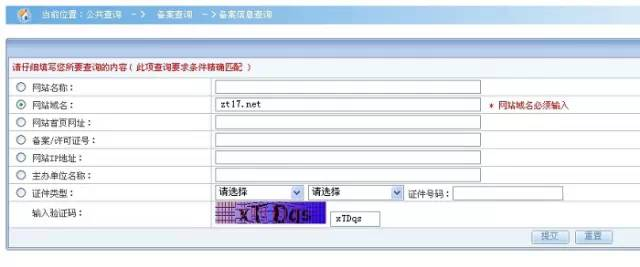 当前位置：公共查询 -> 备案查询 ->备案信息查询
请仔细填写您所要查询的内容( 此项查询要求条件精确匹配 )
网站名称：
网站域名： zt17.net * 网站域名必须输入
网站首页网址：
备案/许可证号：
网站IP地址：
主办单位名称：
证件类型： 请选择 请选择 证件号码：
输入验证码： xTDqs xTDqs
提交 重置